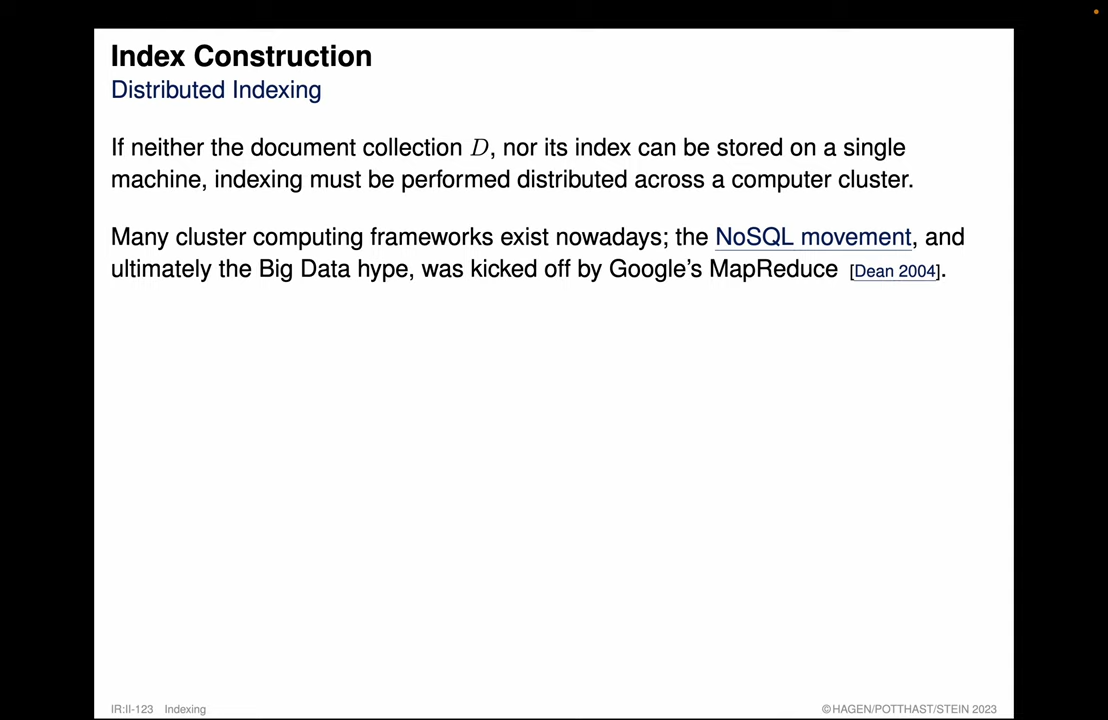 Index Construction
Distributed Indexing
If neither the document collection D, nor its index can be stored on a single
machine, indexing must be performed distributed across a computer cluster.
Many cluster computing frameworks exist nowadays; the NoSQL movement, and
ultimately the Big Data hype, was kicked off by Google's MapReduce [Dean 2004].
IR:II-123 Indexing
©HAGEN/POTTHAST/STEIN 2023